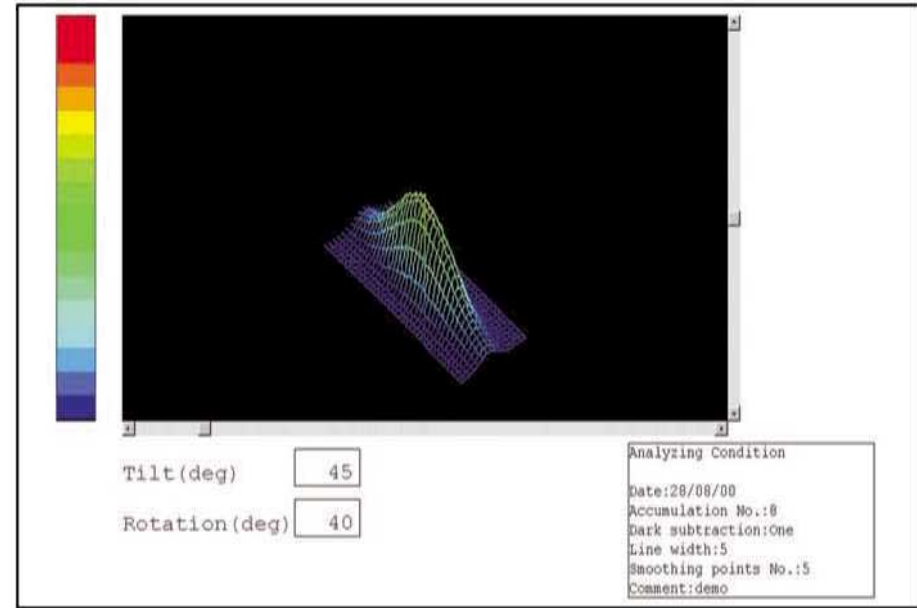 Tilt(deg) 45
Rotation(deg) 40
Analyzing Condition
Date:28/08/00
Accumulation No.:8
Dark subtraction:One
Line width:5
Smoothing points No.:5
Comment:demo